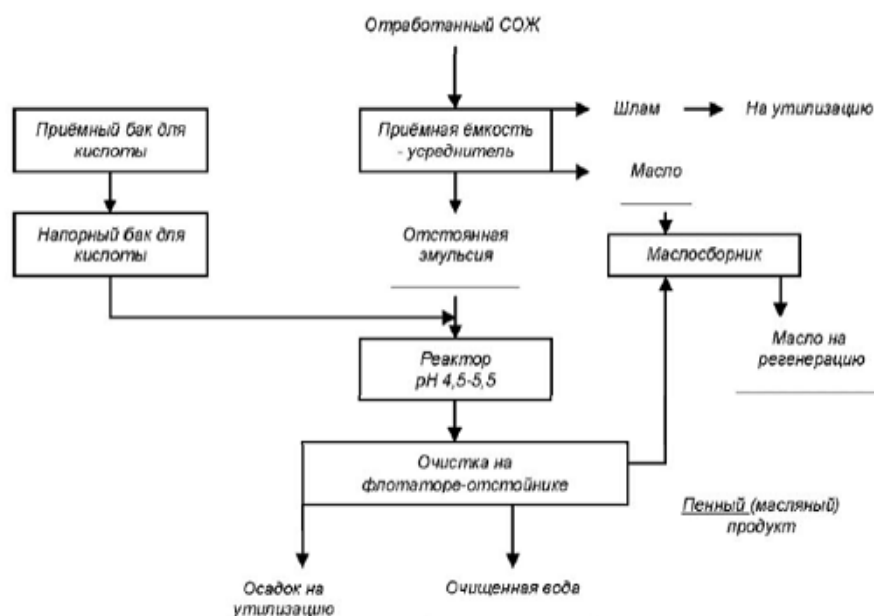 Отработанный СОЖ
Приёмный бак для
кислоты
Приёмная ёмкость
- усреднитель
Шлам
На утилизацию
Масло
Напорный бак для
кислоты
Отстоянная
эмульсия
Маспосборник
Масло на
регенерацию
Реактор
pH 4,5-5,5
Очистка на
флотаторе-отстойнике
Пенный (масляный)
продукт
Осадок на
утилизацию
Очищенная вода